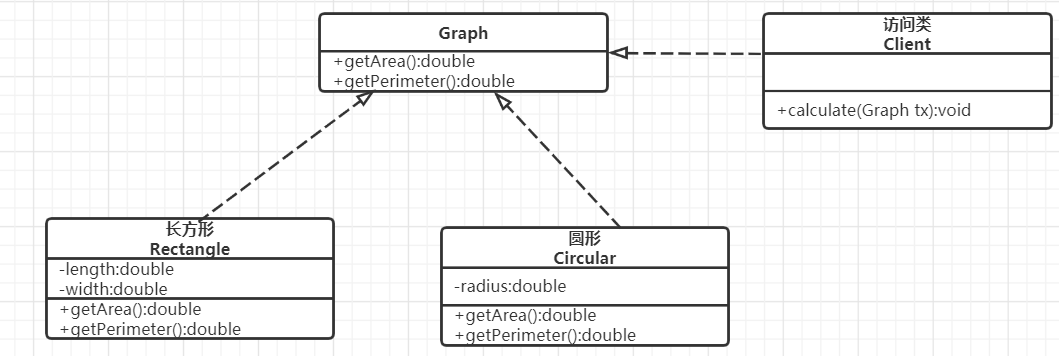 Graph
+getArea():double
+getPerimeter():double
访问类
Client
+calculate(Graph tx):void
长方形
Rectangle
-length:double
-width:double
+getArea():double
+getPerimeter():double
圆形
Circular
-radius:double
+getArea():double
+getPerimeter():double